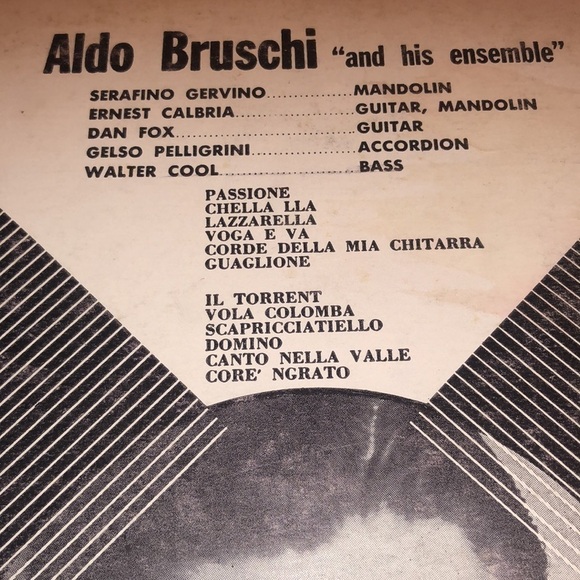 Aldo Bruschi "and his ensemble"
SERAFINO GERVINO..............MANDOLIN
ERNEST CALBRIA....................GUITAR, MANDOLIN
DAN FOX..............................GUITAR
GELSO PELLIGRINI..................ACCORDION
WALTER COOL.......................BASS
PASSIONE
CHELLA LLA
LAZZARELLA
VOGA E VA
CORDE DELLA MIA CHITARRA
GUAGLIONE
IL TORRENT
VOLA COLOMBA
SCAPRICCIATIELLO
DOMINO
CANTO NELLA VALLE
CORE' NGRATO